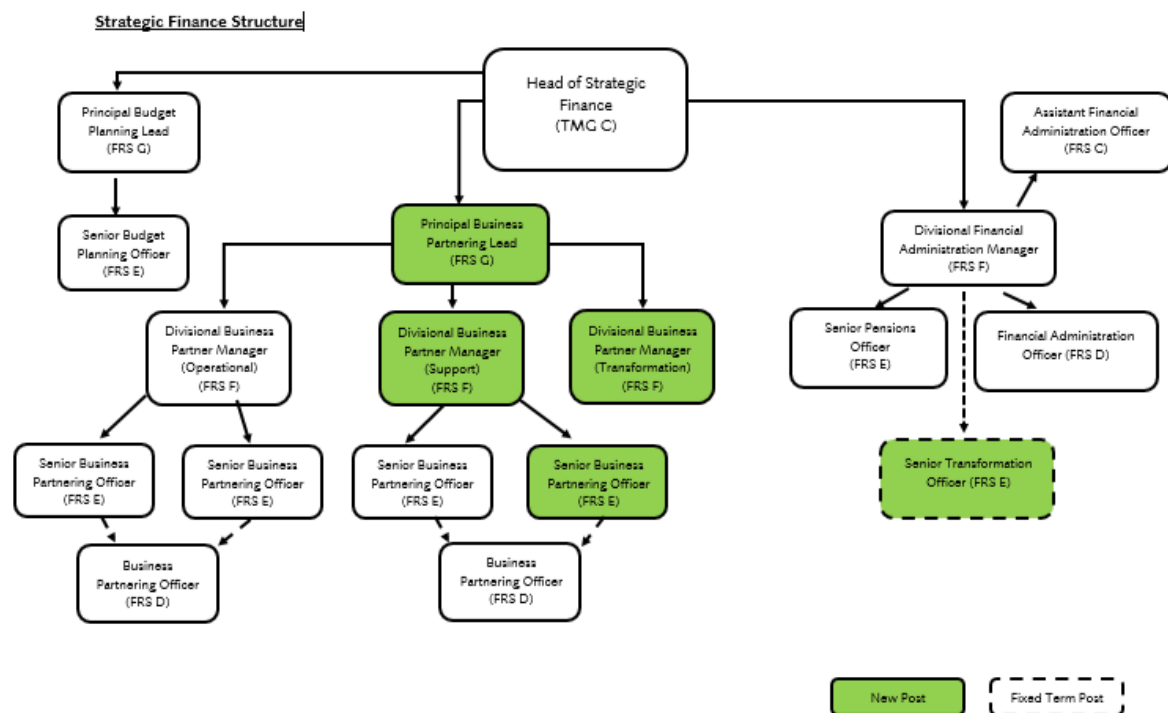 Strategic Finance Structure
Head of Strategic
Finance
(TMG C)
Principal Budget
Planning Lead
(FRS G)
Assistant Financial
Administration Officer
(FRS C)
Senior Budget
Planning Officer
(FRS E)
Principal Business
Partnering Lead
(FRS G)
Divisional Financial
Administration Manager
(FRS F)
Divisional Business
Partner Manager
(Operational)
(FRS F)
Divisional Business
Partner Manager
(Support)
(FRS F)
Divisional Business
Partner Manager
(Transformation)
(FRS F)
Senior Pensions
Officer
(FRS E)
Financial Administration
Officer (FRS D)
Senior Business
Partnering Officer
(FRS E)
Senior Business
Partnering Officer
(FRS E)
Senior Business
Partnering Officer
(FRS E)
Senior Business
Partnering Officer
(FRS E)
Senior Transformation
Officer (FRS E)
Business
Partnering Officer
(FRS D)
Business
Partnering Officer
(FRS D)
New Post
Fixed Term Post